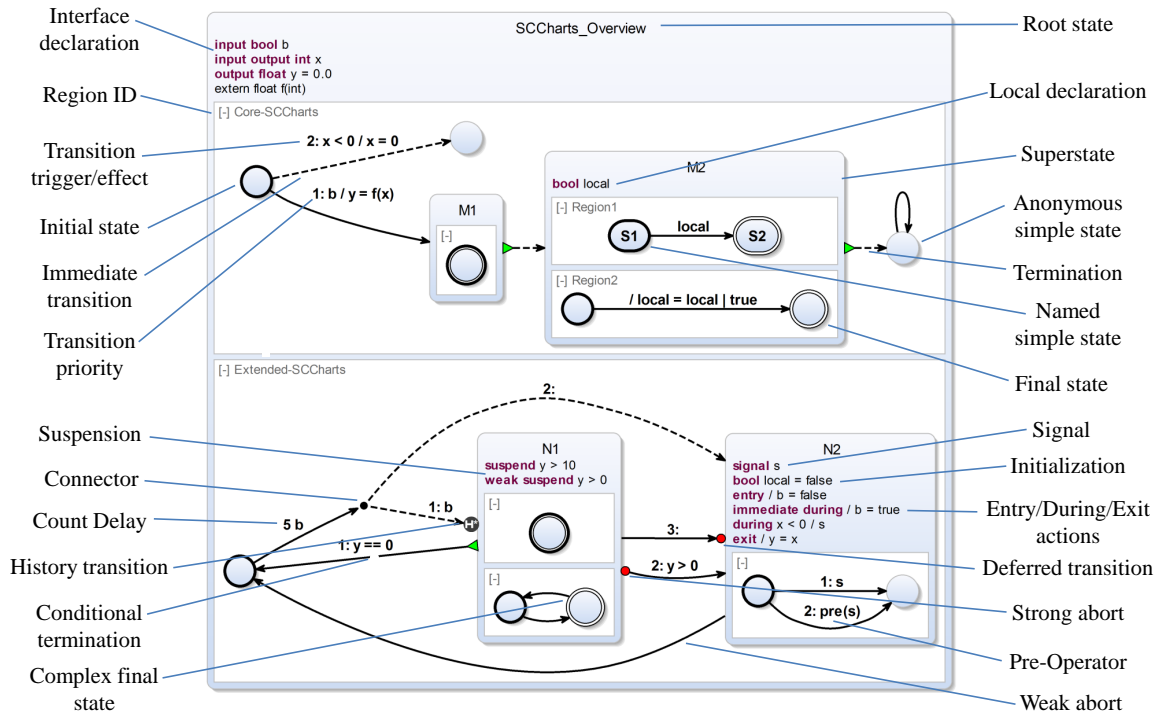 Interface
declaration
Region ID
Transition
trigger/effect
Initial state
Immediate
transition
Transition
priority
Suspension
Connector
Count Delay
History transition
Conditional
termination
Complex final
state
SCCharts_Overview
input bool b
input output int x
output float y = 0.0
extern float f(int)
[-] Core-SCCharts
2: x < 0 / x = 0
1: b / y = f(x)
M1
[-]
M2
bool local
[-] Region1
S1
local
S2
[-] Region2
/ local = local | true
[-] Extended-SCCharts
2:
5 b
1: b
H*
1: y == 0
N1
suspend y > 10
weak suspend y > 0
[-]
[-]
3:
2: y > 0
N2
signal s
bool local = false
entry / b = false
immediate during / b = true
during x < 0 / s
exit / y = x
[-]
1: s
2: pre(s)
Root state
Local declaration
Superstate
Anonymous
simple state
Termination
Named
simple state
Final state
Signal
Initialization
Entry/During/Exit
actions
Deferred transition
Strong abort
Pre-Operator
Weak abort